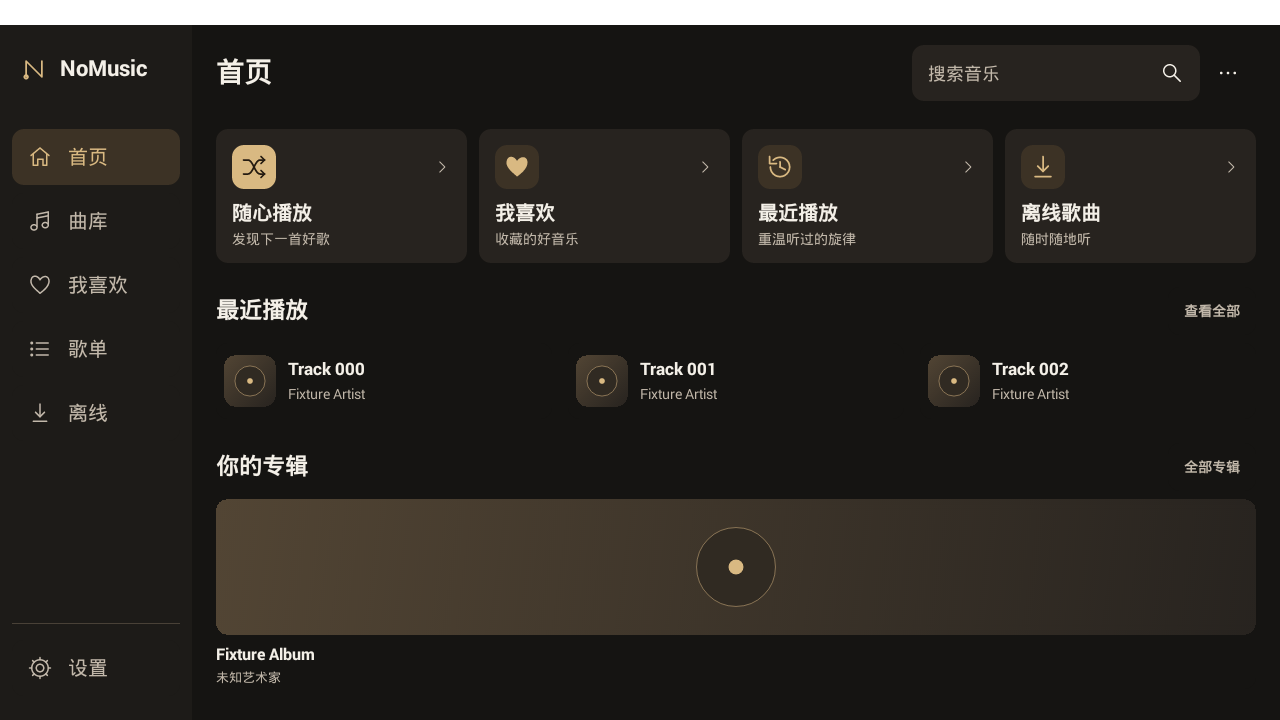 NoMusic
首页
曲库
我喜欢
歌单
离线
设置
首页
搜索音乐
随心播放
发现下一首好歌
我喜欢
收藏的好音乐
最近播放
重温听过的旋律
离线歌曲
随时随地听
最近播放
查看全部
Track 000
Fixture Artist
Track 001
Fixture Artist
Track 002
Fixture Artist
你的专辑
全部专辑
Fixture Album
未知艺术家